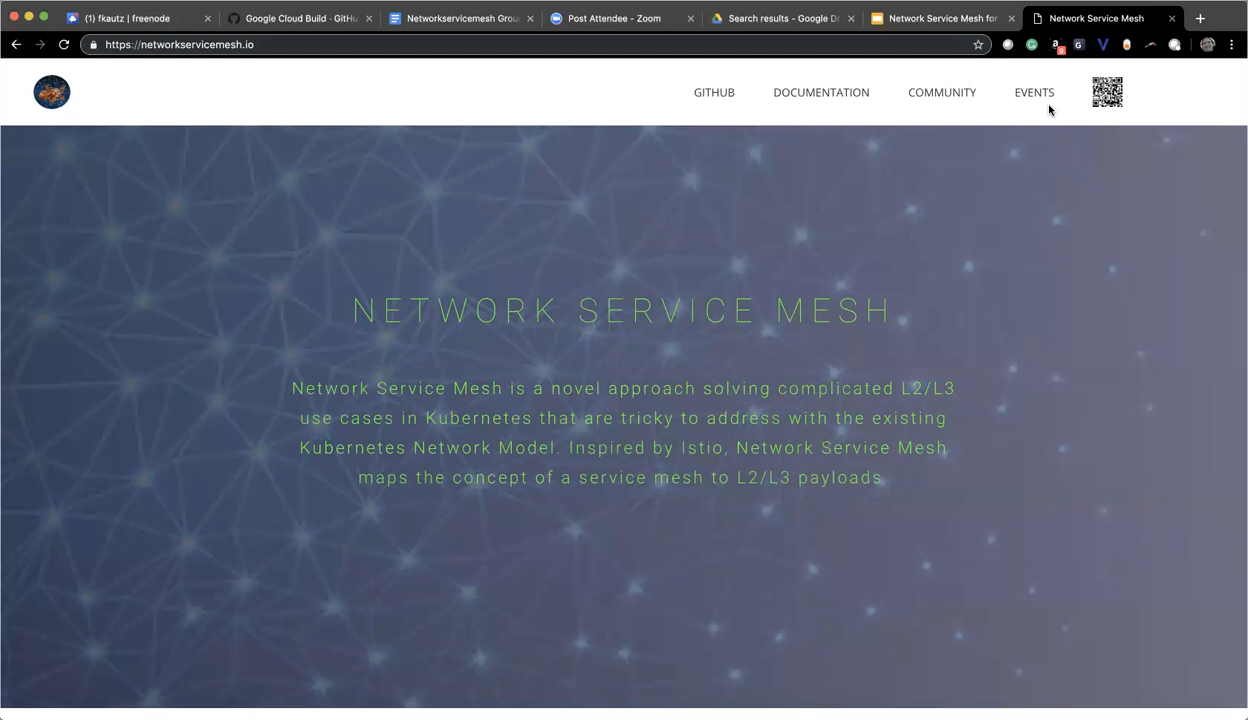 (1) fkautz | freenode
Google Cloud Build · GitHu
Networkservicemesh Grou
Post Attendee - Zoom
Search results - Google Dr
Network Service Mesh for
Network Service Mesh
https://networkservicemesh.io
GITHUB
DOCUMENTATION
COMMUNITY
EVENTS
NETWORK SERVICE MESH
Network Service Mesh is a novel approach solving complicated L2/L3
use cases in Kubernetes that are tricky to address with the existing
Kubernetes Network Model. Inspired by Istio, Network Service Mesh
maps the concept of a service mesh to L2/L3 payloads.